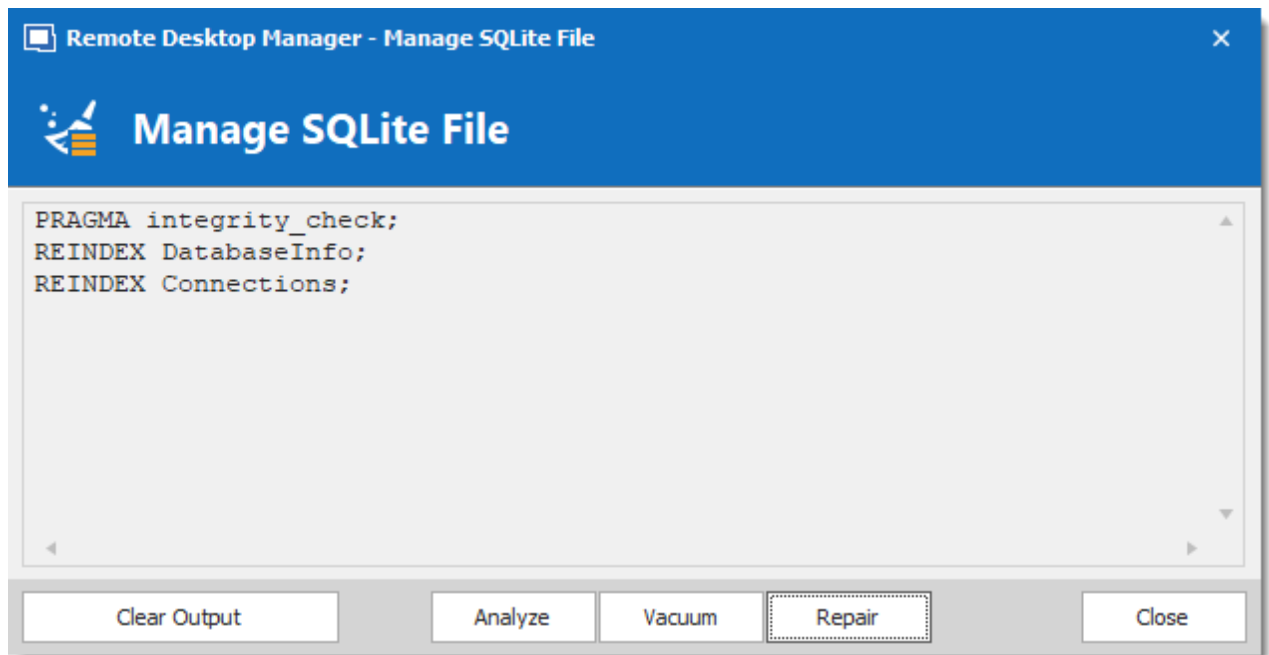 Remote Desktop Manager - Manage SQLite File
Manage SQLite File
PRAGMA integrity_check;
REINDEX DatabaseInfo;
REINDEX Connections;
Clear Output
Analyze
Vacuum
Repair
Close